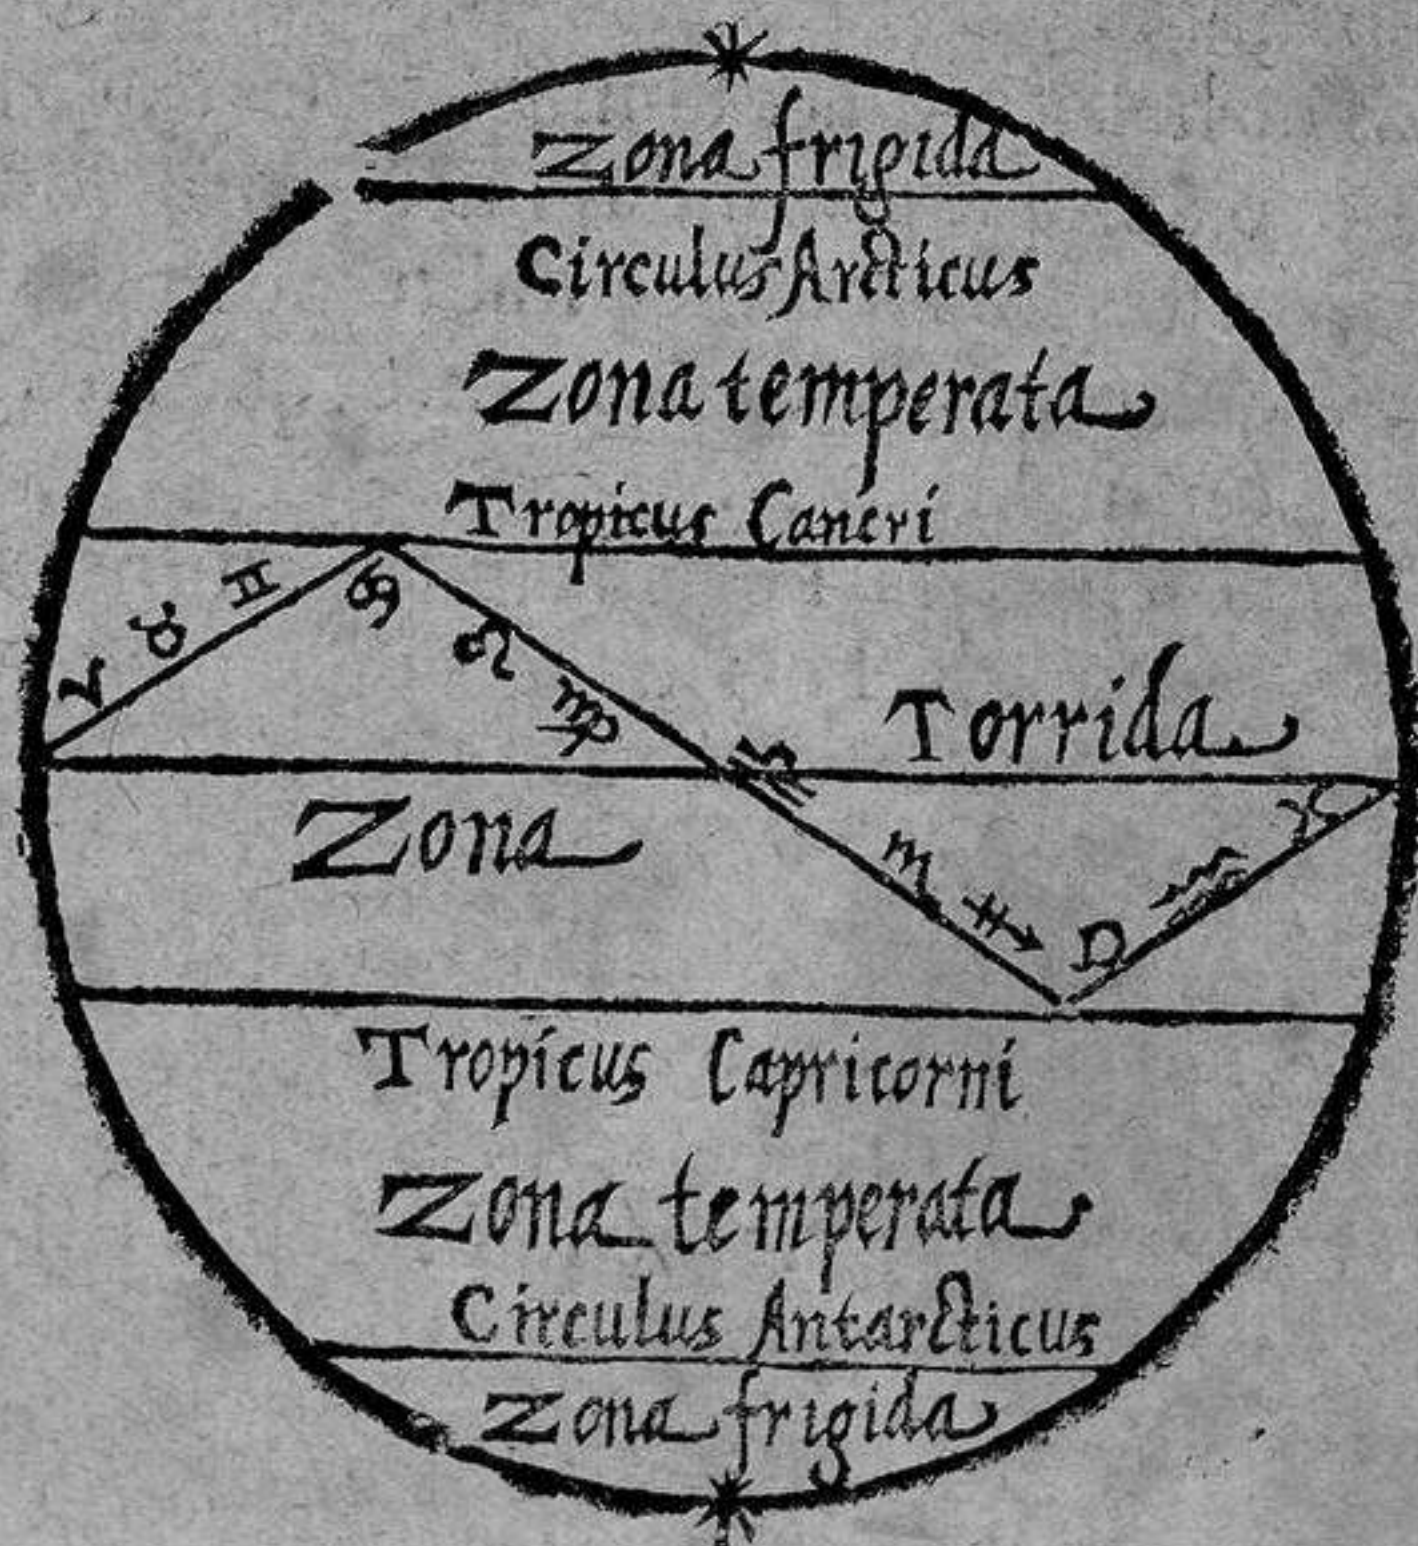 Zona frigida
Circulus Arcticus
Zona temperata
Tropicus Cancri
♈ ♉ ♊ ♋ ♌ ♍ ♎ ♏ ♐ ♑ ♒ ♓
Torrida
Zona
Tropicus Capricorni
Zona temperata
Circulus Antarcticus
Zona frigida